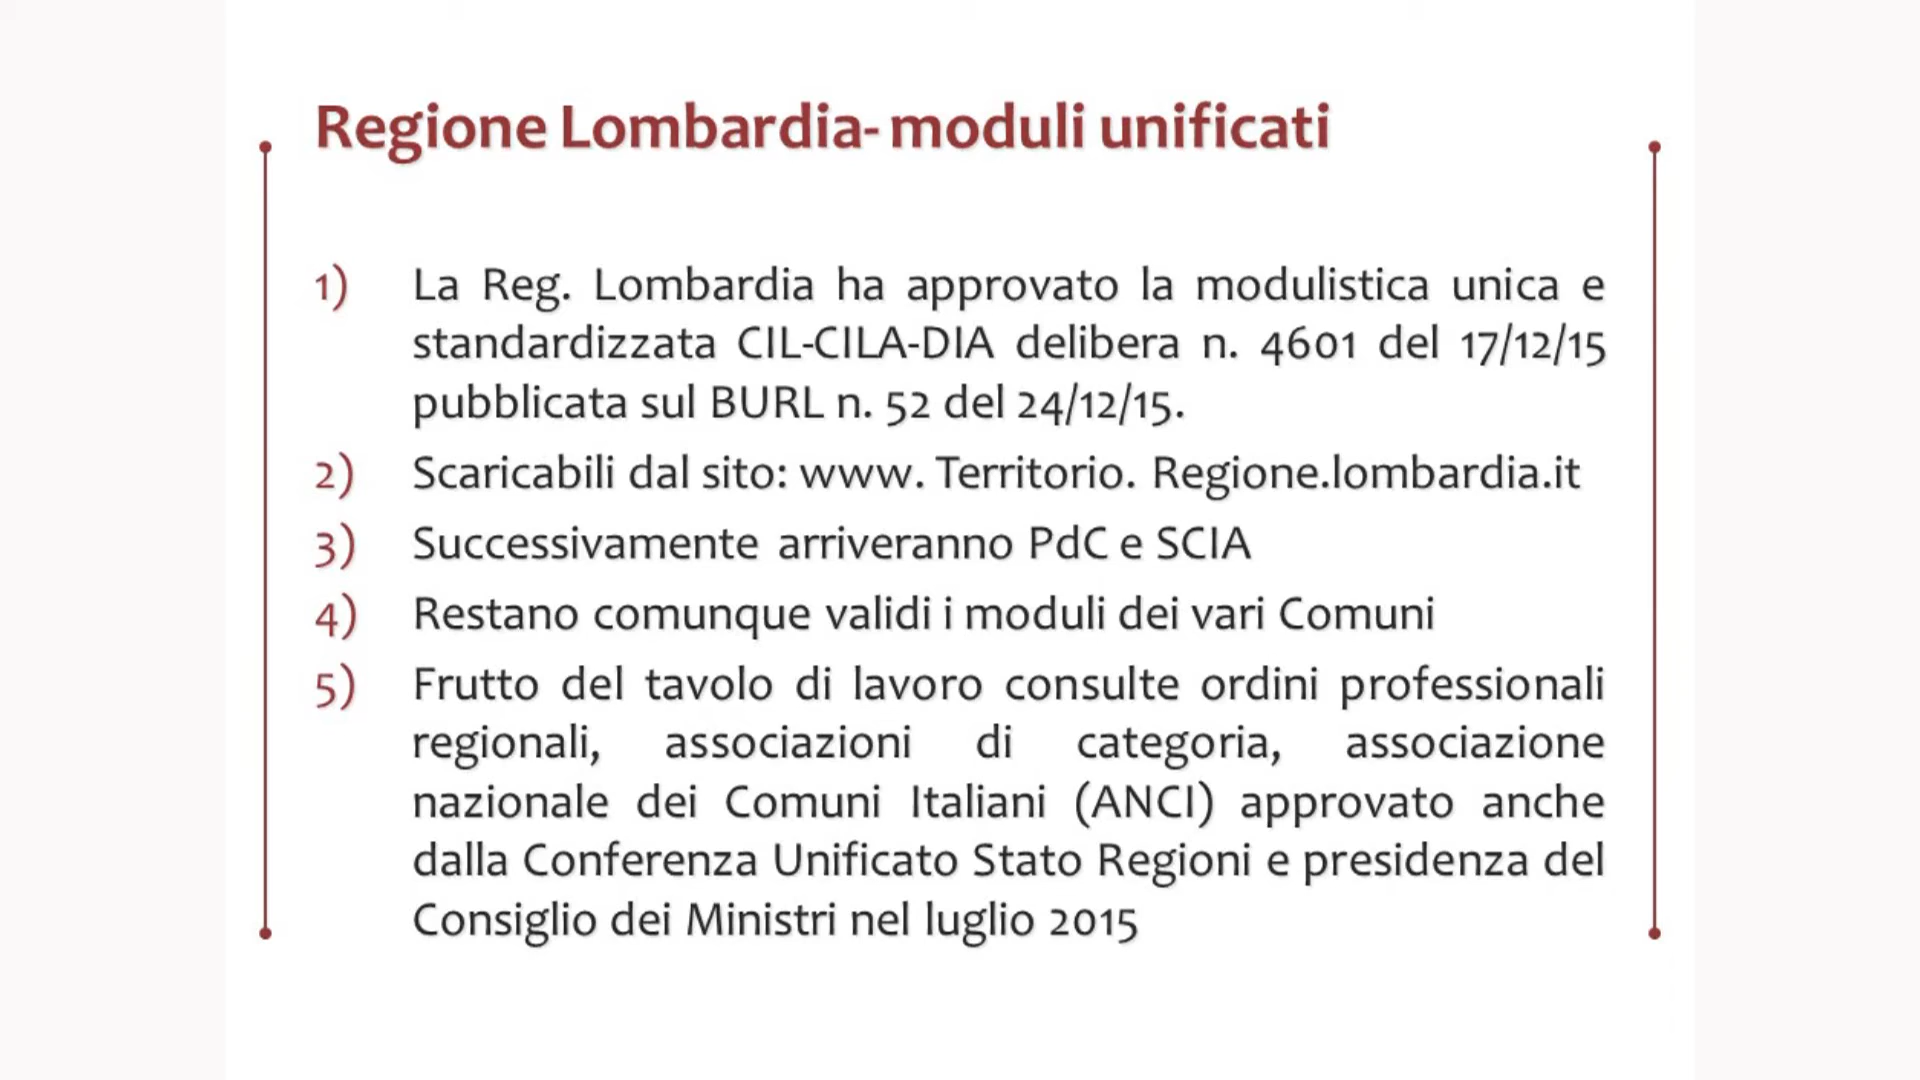 Regione Lombardia- moduli unificati
1) La Reg. Lombardia ha approvato la modulistica unica e
standardizzata CIL-CILA-DIA delibera n. 4601 del 17/12/15
pubblicata sul BURL n. 52 del 24/12/15.
2) Scaricabili dal sito: www. Territorio. Regione.lombardia.it
3) Successivamente arriveranno PdC e SCIA
4) Restano comunque validi i moduli dei vari Comuni
5) Frutto del tavolo di lavoro consulte ordini professionali
regionali, associazioni di categoria, associazione
nazionale dei Comuni Italiani (ANCI) approvato anche
dalla Conferenza Unificato Stato Regioni e presidenza del
Consiglio dei Ministri nel luglio 2015